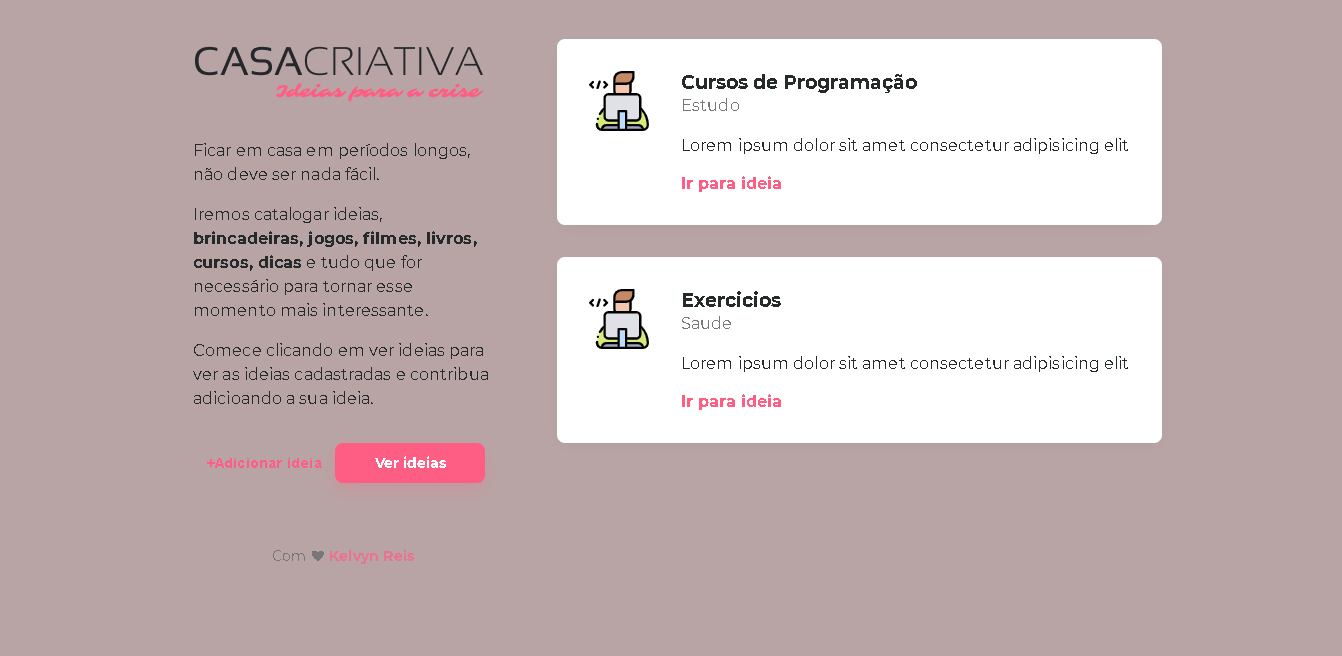 CASACRIATIVA
Ideias para a crise
Ficar em casa em períodos longos,
não deve ser nada fácil.
Iremos catalogar ideias,
brincadeiras, jogos, filmes, livros,
cursos, dicas e tudo que for
necessário para tornar esse
momento mais interessante.
Comece clicando em ver ideias para
ver as ideias cadastradas e contribua
adicioando a sua ideia.
+Adicionar ideia
Ver ideias
Com ♥ Kelvyn Reis
Cursos de Programação
Estudo
Lorem ipsum dolor sit amet consectetur adipisicing elit
Ir para ideia
Exercicios
Saude
Lorem ipsum dolor sit amet consectetur adipisicing elit
Ir para ideia